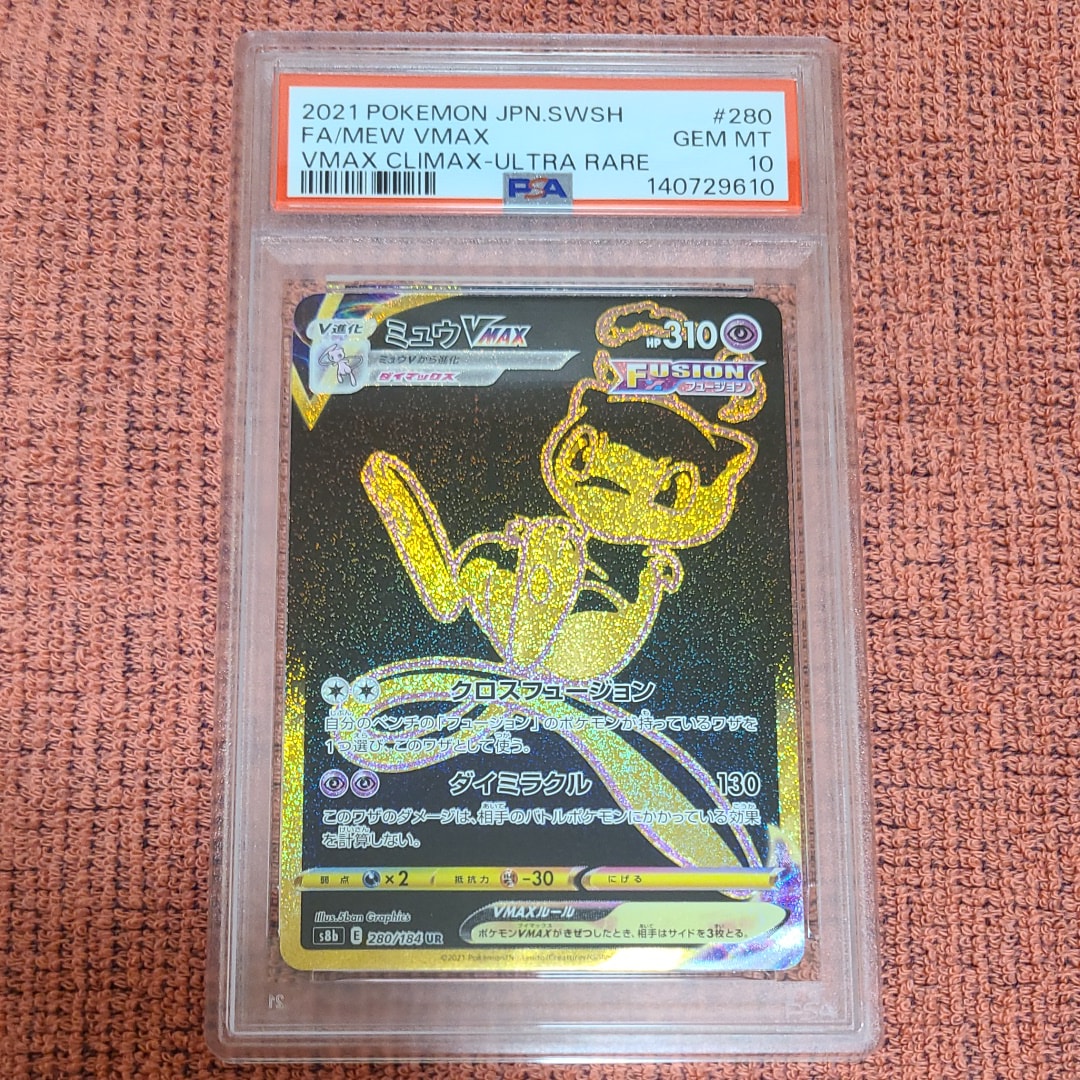 2021 POKEMON JPN.SWSH #280
FA/MEW VMAX GEM MT
VMAX CLIMAX-ULTRA RARE 10
PSA 140729610
V進化 ミュウVMAX HP310
ミュウVから進化
ダイマックス
FUSION
フュージョン
クロスフュージョン
自分のベンチの「フュージョン」のポケモンが持っているワザを
1つ選び、このワザとして使う。
ダイミラクル 130
このワザのダメージは、相手のバトルポケモンにかかっている効果
を計算しない。
弱点 ×2 抵抗力 -30 にげる
Illus.5ban Graphics
VMAXルール
s8b E 280/184 UR
ポケモンVMAXがきぜつしたとき、相手はサイドを3枚とる。
©2021 Pokémon/Nintendo/Creatures/